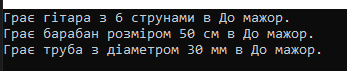 Грає гітара з 6 струнами в До мажор.
Грає барабан розміром 50 см в До мажор.
Грає труба з діаметром 30 мм в До мажор.